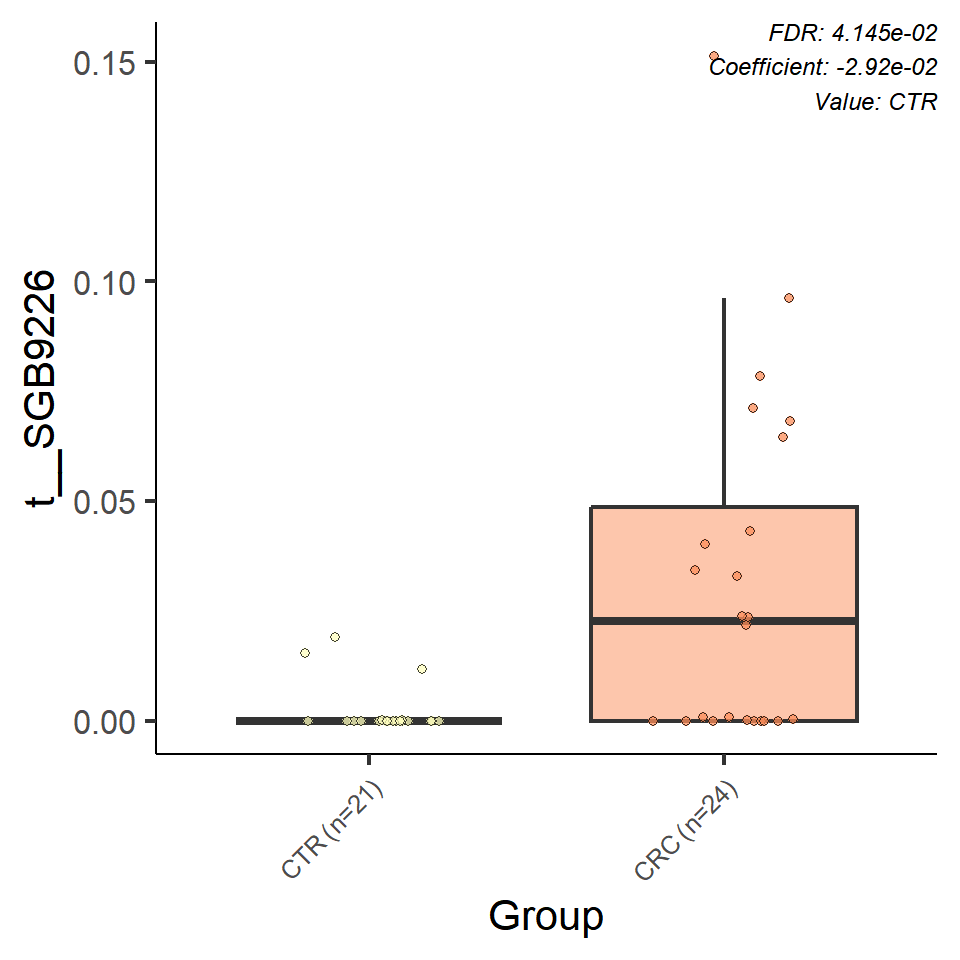 FDR: 4.145e-02
Coefficient: -2.92e-02
Value: CTR
0.15
0.10
0.05
0.00
t__SGB9226
CTR (n=21)
CRC (n=24)
Group